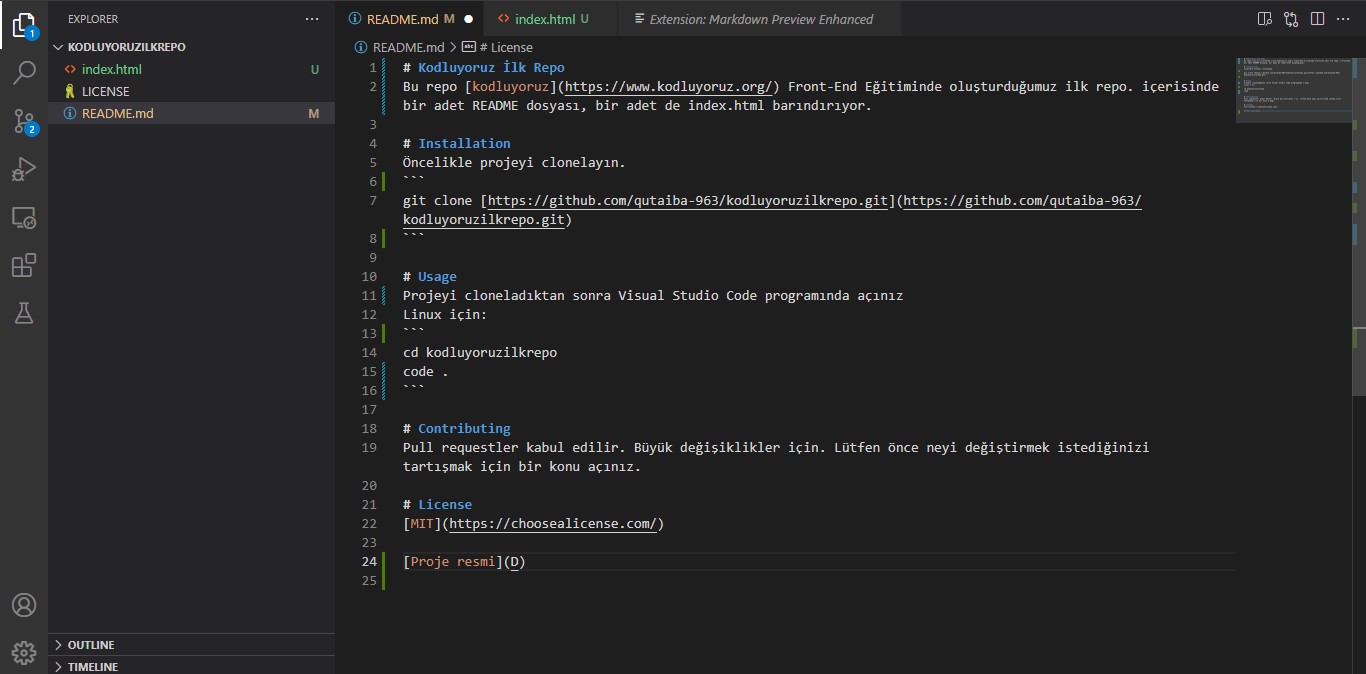 EXPLORER
KODLUYORUZILKREPO
index.html U
LICENSE
README.md M
OUTLINE
TIMELINE
1
2
README.md M
index.html U
Extension: Markdown Preview Enhanced
README.md > # License
1 # Kodluyoruz İlk Repo
2 Bu repo [kodluyoruz](https://www.kodluyoruz.org/) Front-End Eğitiminde oluşturduğumuz ilk repo. içerisinde
bir adet README dosyası, bir adet de index.html barındırıyor.
3
4 # Installation
5 Öncelikle projeyi clonelayın.
6 ```
7 git clone [https://github.com/qutaiba-963/kodluyoruzilkrepo.git](https://github.com/qutaiba-963/
kodluyoruzilkrepo.git)
8 ```
9
10 # Usage
11 Projeyi cloneladıktan sonra Visual Studio Code programında açınız
12 Linux için:
13 ```
14 cd kodluyoruzilkrepo
15 code .
16 ```
17
18 # Contributing
19 Pull requestler kabul edilir. Büyük değişiklikler için. Lütfen önce neyi değiştirmek istediğinizi
tartışmak için bir konu açınız.
20
21 # License
22 [MIT](https://choosealicense.com/)
23
24 [Proje resmi](D)
25